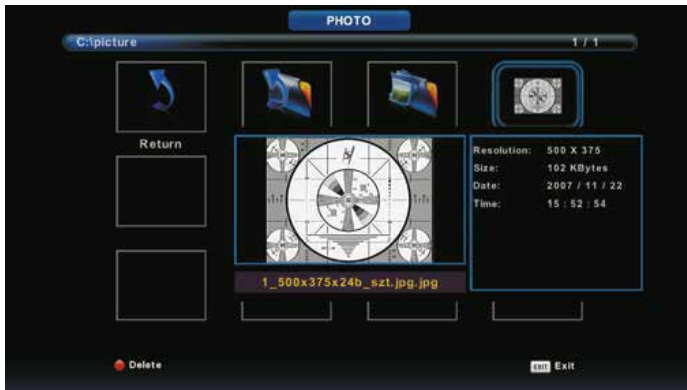 PHOTO
C:\picture
1 / 1
Return
Resolution: 500 X 375
Size: 102 KBytes
Date: 2007 / 11 / 22
Time: 15 : 52 : 54
1_500x375x24b_szt.jpg.jpg
Delete
EXIT Exit